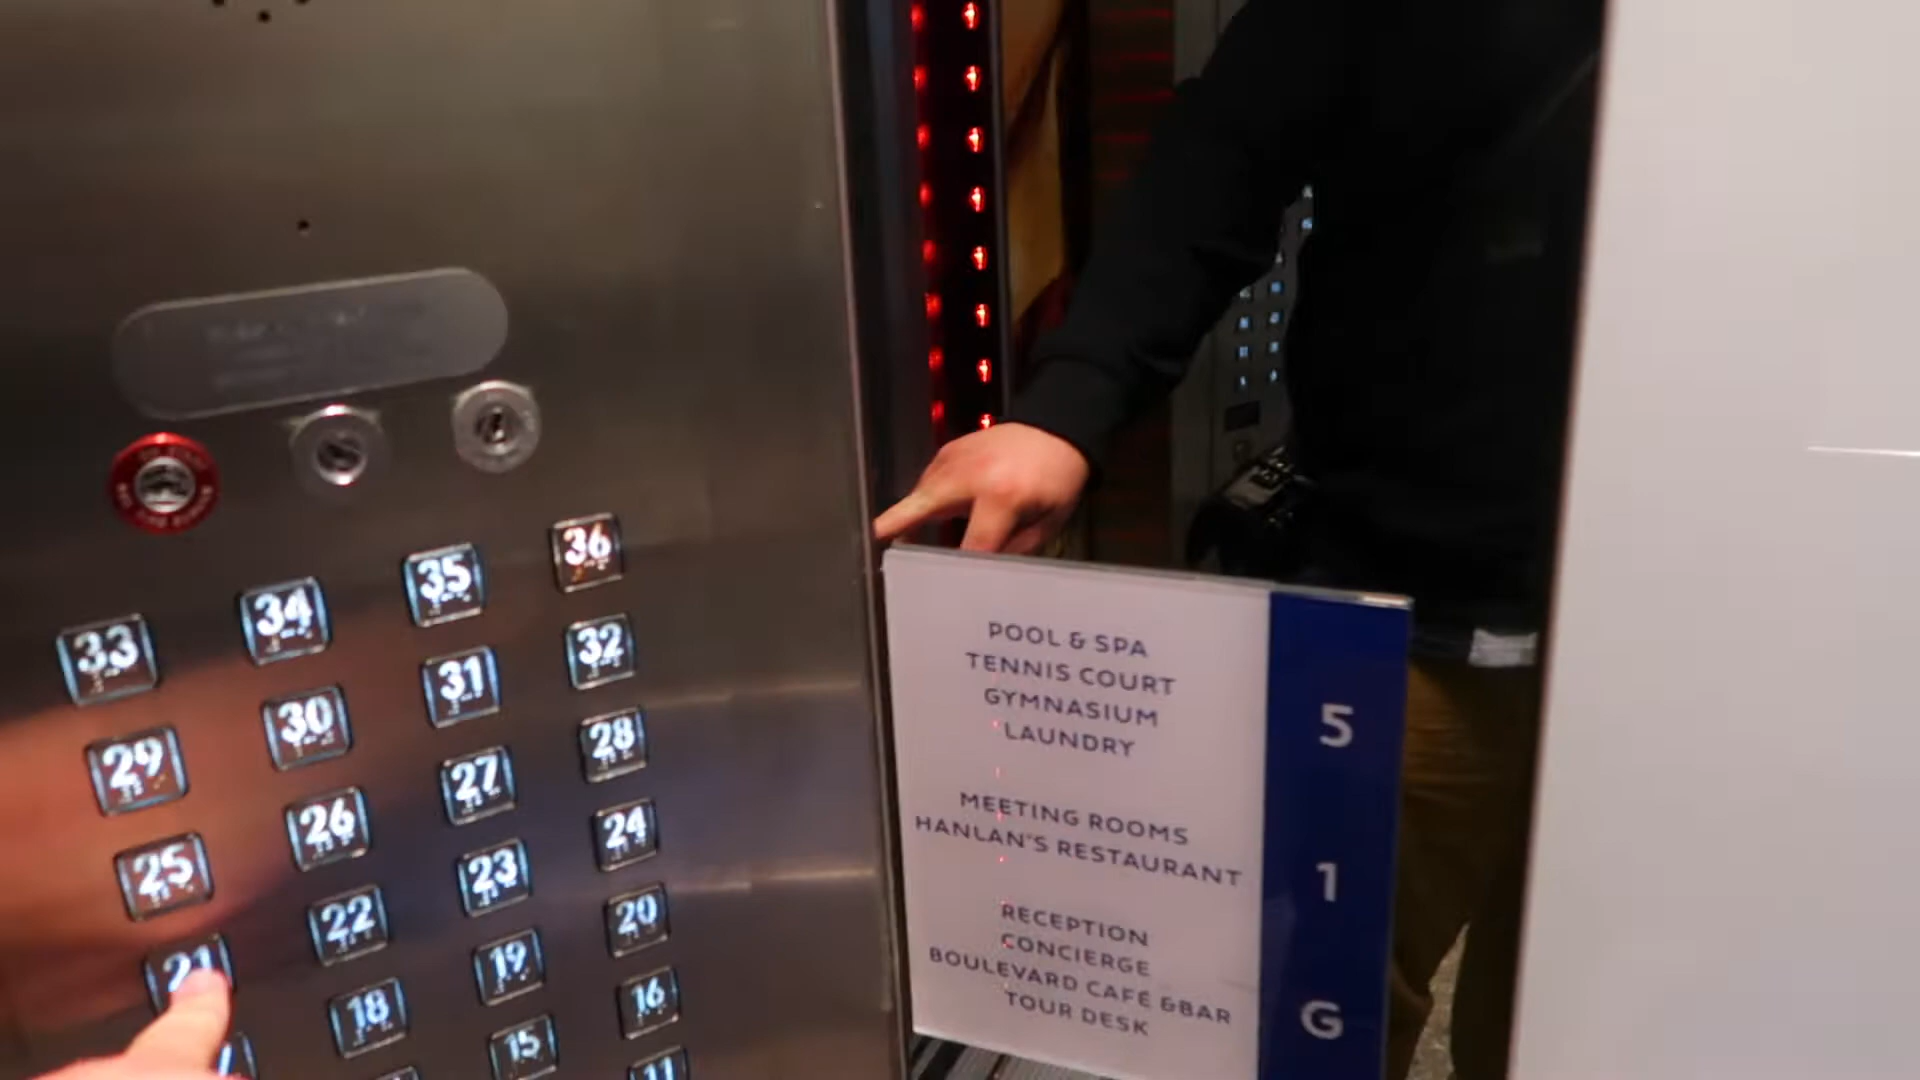 36
35
34
33
32
31
30
29
28
27
26
25
24
23
22
21
20
19
18
16
15
11
POOL & SPA
TENNIS COURT
GYMNASIUM
LAUNDRY
5
MEETING ROOMS
HANLAN'S RESTAURANT
1
RECEPTION
CONCIERGE
BOULEVARD CAFÉ &BAR
TOUR DESK
G